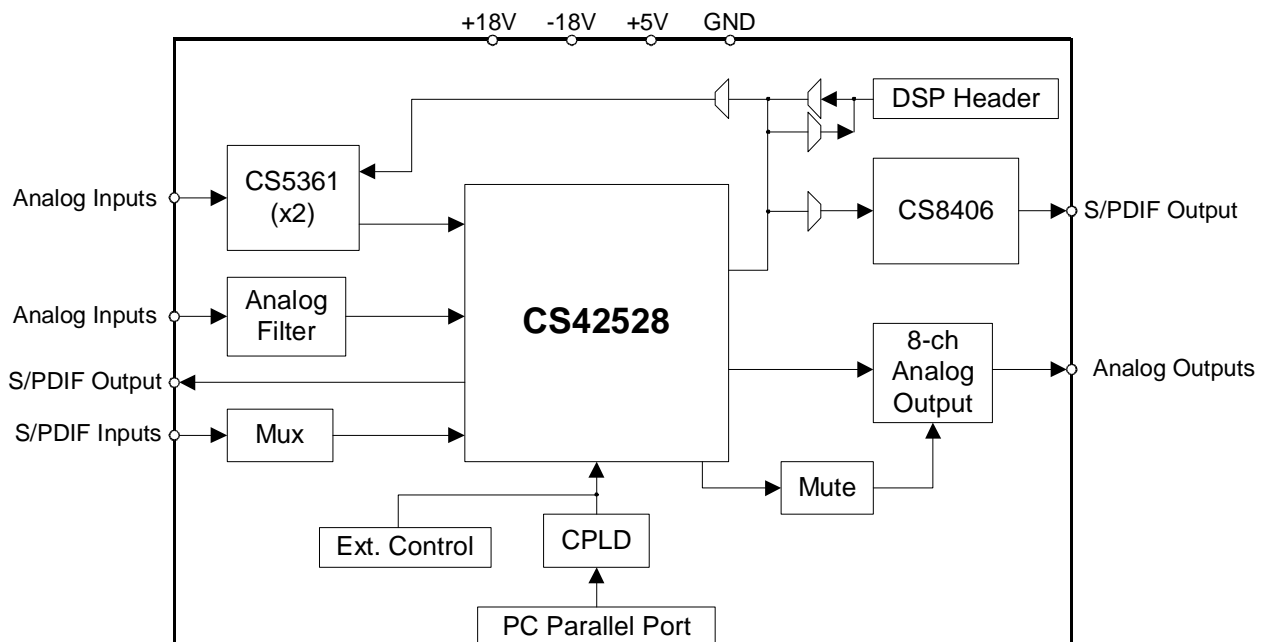 +18V -18V +5V GND
DSP Header
Analog Inputs
CS5361
(x2)
CS8406
S/PDIF Output
Analog Inputs
Analog
Filter
CS42528
8-ch
Analog
Output
Analog Outputs
S/PDIF Output
S/PDIF Inputs
Mux
Mute
Ext. Control
CPLD
PC Parallel Port